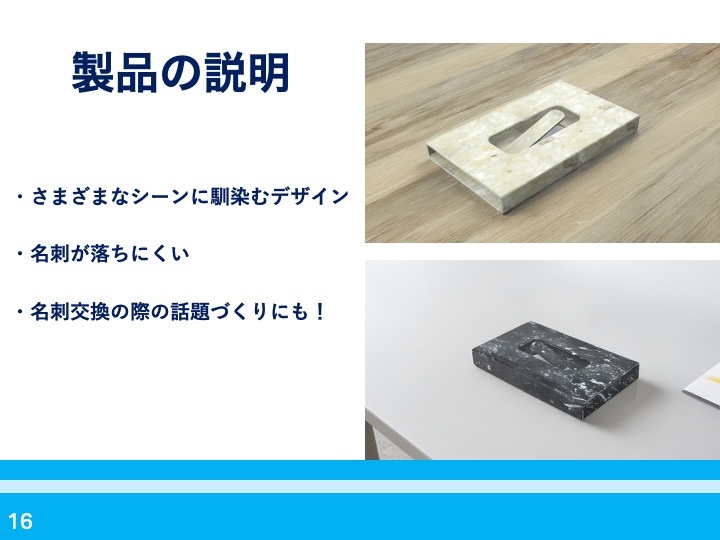 製品の説明
・さまざまなシーンに馴染むデザイン
・名刺が落ちにくい
・名刺交換の際の話題づくりにも！
16